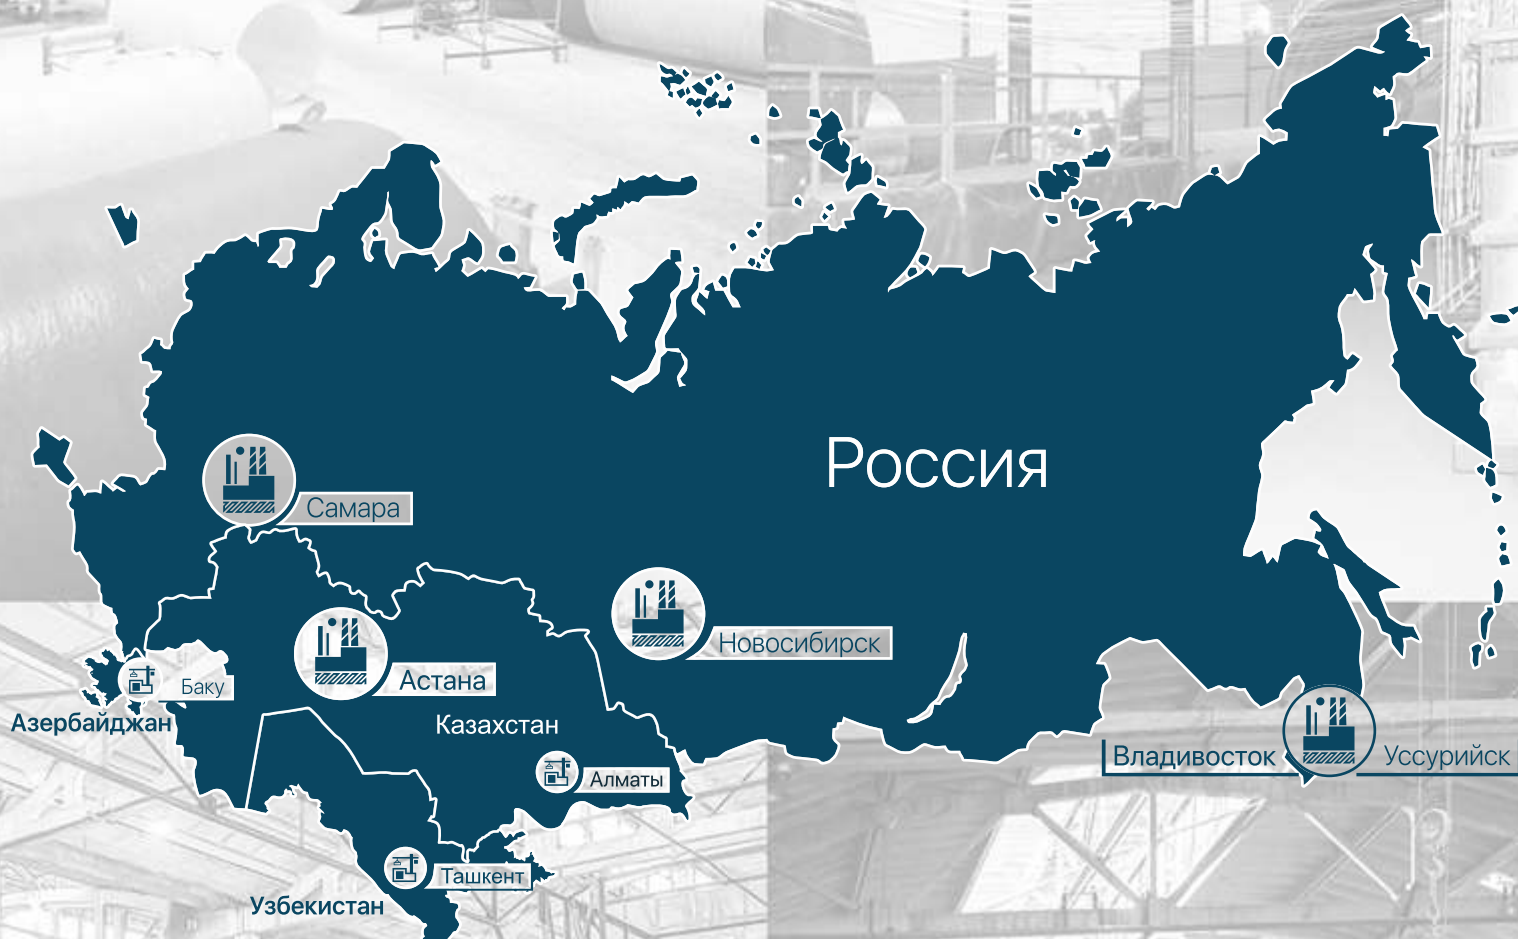 Россия
Самара
Новосибирск
Астана
Баку
Азербайджан
Казахстан
Владивосток
Уссурийск
Алматы
Ташкент
Узбекистан